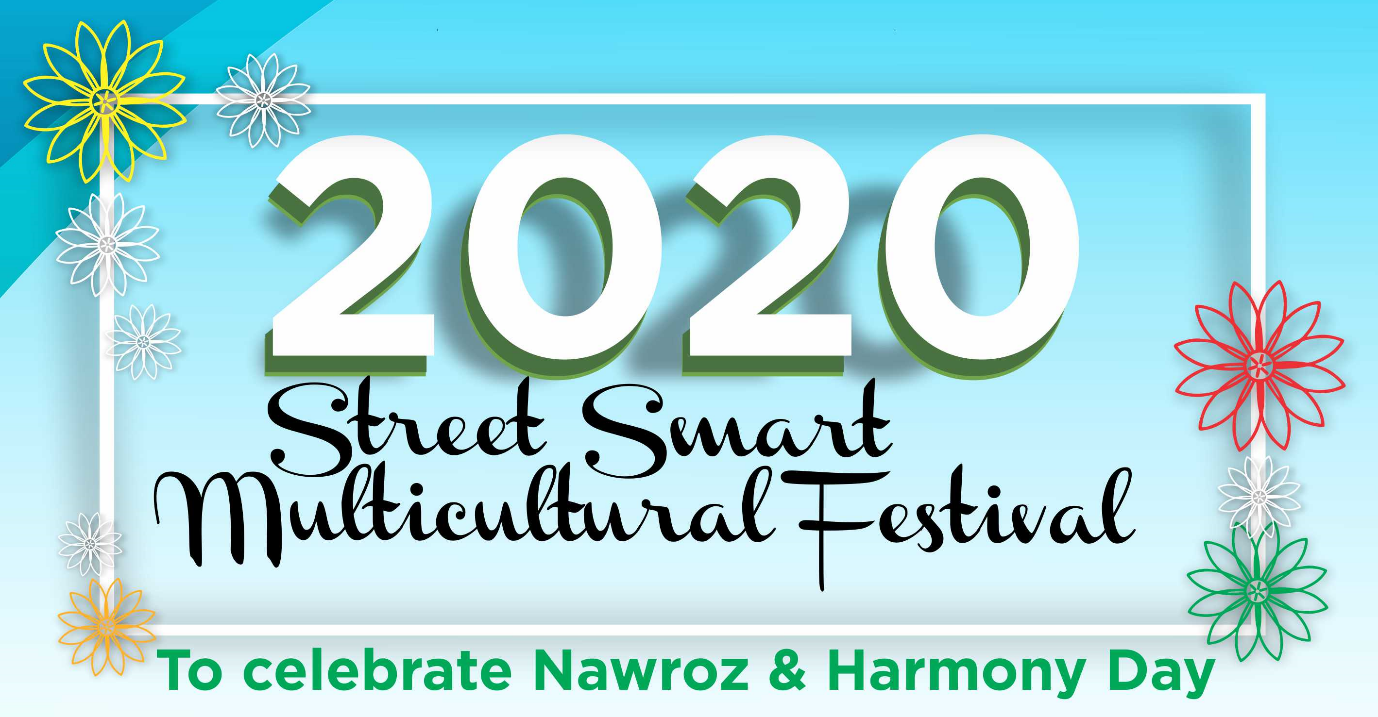 2020
Street Smart
Multicultural Festival
To celebrate Nawroz & Harmony Day